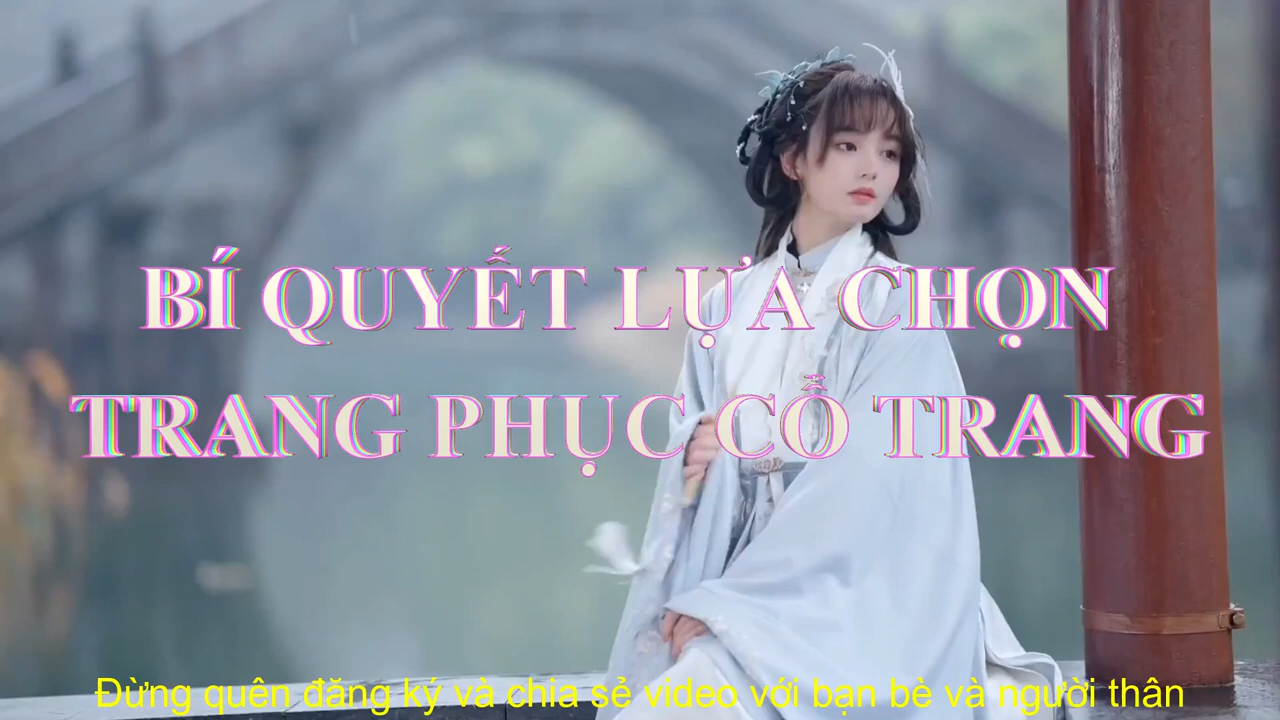 BÍ QUYẾT LỰA CHỌN
TRANG PHỤC CỔ TRANG
Đừng quên đăng ký và chia sẻ video với bạn bè và người thân